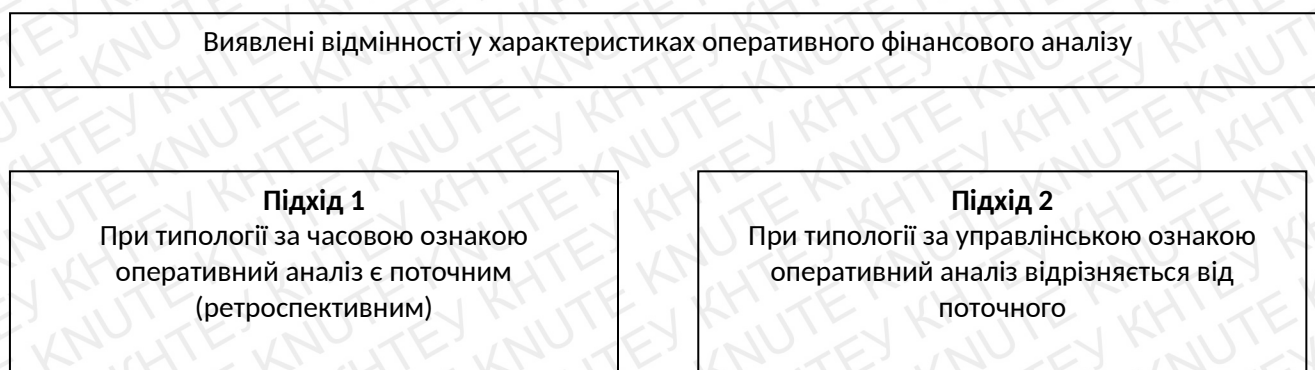 Виявлені відмінності у характеристиках оперативного фінансового аналізу
Підхід 1
При типології за часовою ознакою
оперативний аналіз є поточним
(ретроспективним)
Підхід 2
При типології за управлінською ознакою
оперативний аналіз відрізняється від
поточного